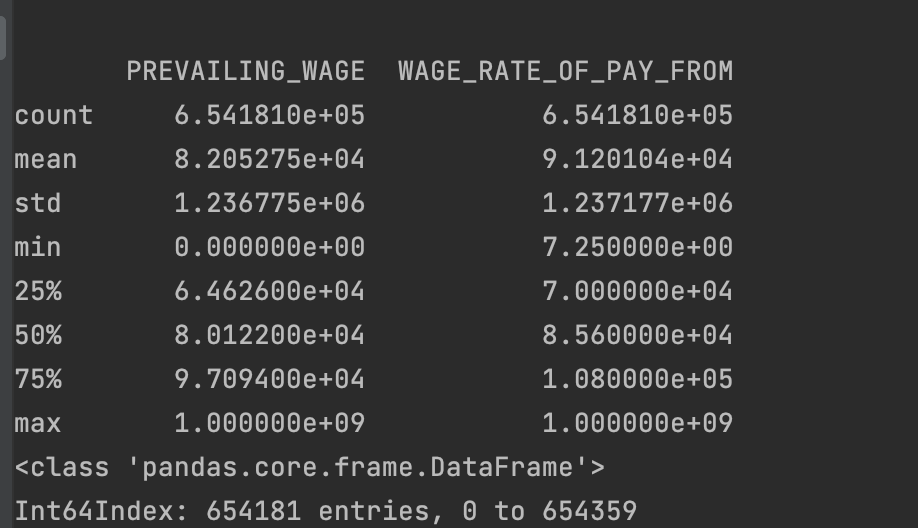 PREVAILING_WAGE WAGE_RATE_OF_PAY_FROM
count 6.541810e+05 6.541810e+05
mean 8.205275e+04 9.120104e+04
std 1.236775e+06 1.237177e+06
min 0.000000e+00 7.250000e+00
25% 6.462600e+04 7.000000e+04
50% 8.012200e+04 8.560000e+04
75% 9.709400e+04 1.080000e+05
max 1.000000e+09 1.000000e+09
<class 'pandas.core.frame.DataFrame'>
Int64Index: 654181 entries, 0 to 654359